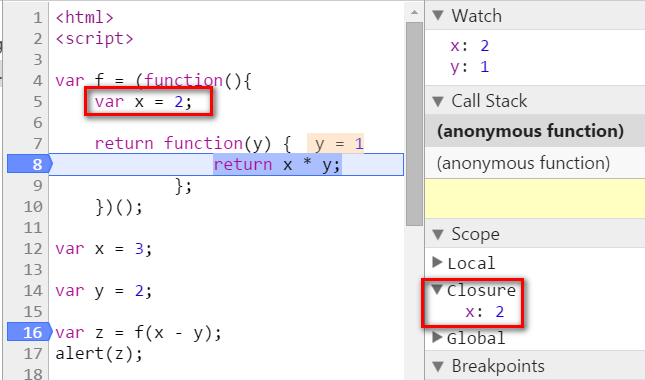 1 <html>
2 <script>
3
4 var f = (function(){
5 var x = 2;
6
7 return function(y) { y = 1
8 return x * y;
9 };
10 })();
11
12 var x = 3;
13
14 var y = 2;
15
16 var z = f(x - y);
17 alert(z);
18
Watch
x: 2
y: 1
Call Stack
(anonymous function)
(anonymous function)
Scope
Local
Closure
x: 2
Global
Breakpoints